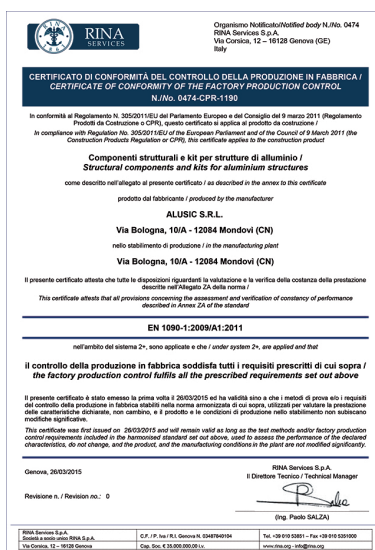 RINA
SERVICES
Organismo Notificato/Notified body N./No. 0474
RINA Services S.p.A.
Via Corsica, 12 – 16128 Genova (GE)
Italy
CERTIFICATO DI CONFORMITÀ DEL CONTROLLO DELLA PRODUZIONE IN FABBRICA /
CERTIFICATE OF CONFORMITY OF THE FACTORY PRODUCTION CONTROL
N./No. 0474-CPR-1190
In conformità al Regolamento N. 305/2011/EU del Parlamento Europeo e del Consiglio del 9 marzo 2011 (Regolamento
Prodotti da Costruzione o CPR), questo certificato si applica al prodotto da costruzione /
In compliance with Regulation No. 305/2011/EU of the European Parliament and of the Council of 9 March 2011 (the
Construction Products Regulation or CPR), this certificate applies to the construction product
Componenti strutturali e kit per strutture di alluminio /
Structural components and kits for aluminium structures
come descritto nell'allegato al presente certificato / as described in the annex to this certificate
prodotto dal fabbricante / produced by the manufacturer
ALUSIC S.R.L.
Via Bologna, 10/A - 12084 Mondovì (CN)
nello stabilimento di produzione / in the manufacturing plant
Via Bologna, 10/A - 12084 Mondovì (CN)
Il presente certificato attesta che tutte le disposizioni riguardanti la valutazione e la verifica della costanza della prestazione
descritte nell'Allegato ZA della norma /
This certificate attests that all provisions concerning the assessment and verification of constancy of performance
described in Annex ZA of the standard
EN 1090-1:2009/A1:2011
nell'ambito del sistema 2+, sono applicate e che / under system 2+, are applied and that
il controllo della produzione in fabbrica soddisfa tutti i requisiti prescritti di cui sopra /
the factory production control fulfils all the prescribed requirements set out above
Il presente certificato è stato emesso la prima volta il 26/03/2015 ed ha validità sino a che i metodi di prova e/o i requisiti
del controllo della produzione in fabbrica stabiliti nella norma armonizzata di cui sopra, utilizzati per valutare la prestazione
delle caratteristiche dichiarate, non cambino, e il prodotto e le condizioni di produzione nello stabilimento non subiscano
modifiche significative.
This certificate was first issued on 26/03/2015 and will remain valid as long as the test methods and/or factory production
control requirements included in the harmonised standard set out above, used to assess the performance of the declared
characteristics, do not change, and the product, and the manufacturing conditions in the plant are not modified significantly.
Genova, 26/03/2015
RINA Services S.p.A.
Il Direttore Tecnico / Technical Manager
Revisione n. / Revision no.: 0
(Ing. Paolo SALZA)
RINA Services S.p.A.
Società a socio unico RINA S.p.A.
Via Corsica, 12 – 16128 Genova
C.F. / P. Iva / R.I. Genova N. 03487840104
Cap. Soc. € 35.000.000,00 i.v.
Tel. +39 010 53851 – Fax +39 010 5351000
www.rina.org - info@rina.org